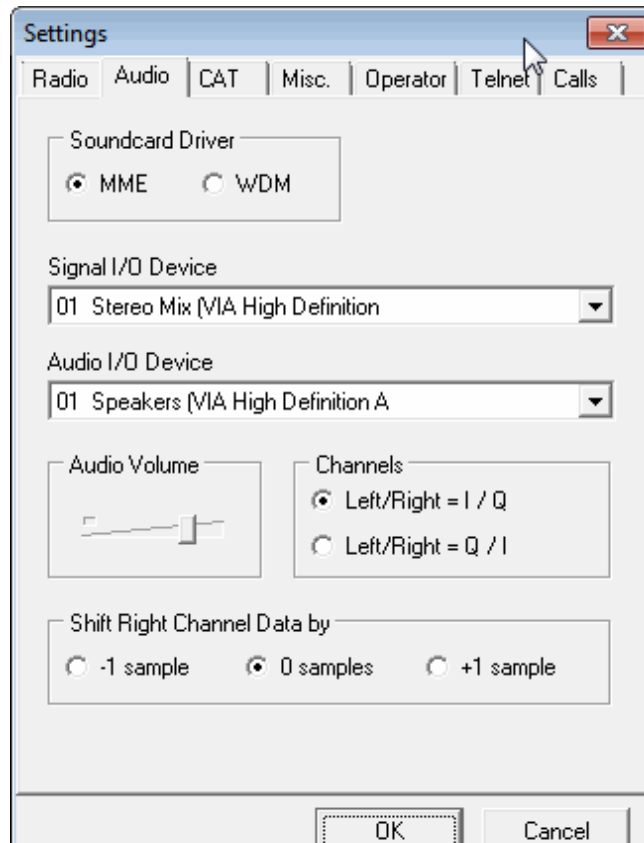 Settings
Radio Audio CAT Misc. Operator Telnet Calls
Soundcard Driver
MME WDM
Signal I/O Device
01 Stereo Mix (VIA High Definition
Audio I/O Device
01 Speakers (VIA High Definition A
Audio Volume
Channels
Left/Right = I / Q
Left/Right = Q / I
Shift Right Channel Data by
-1 sample 0 samples +1 sample
OK Cancel